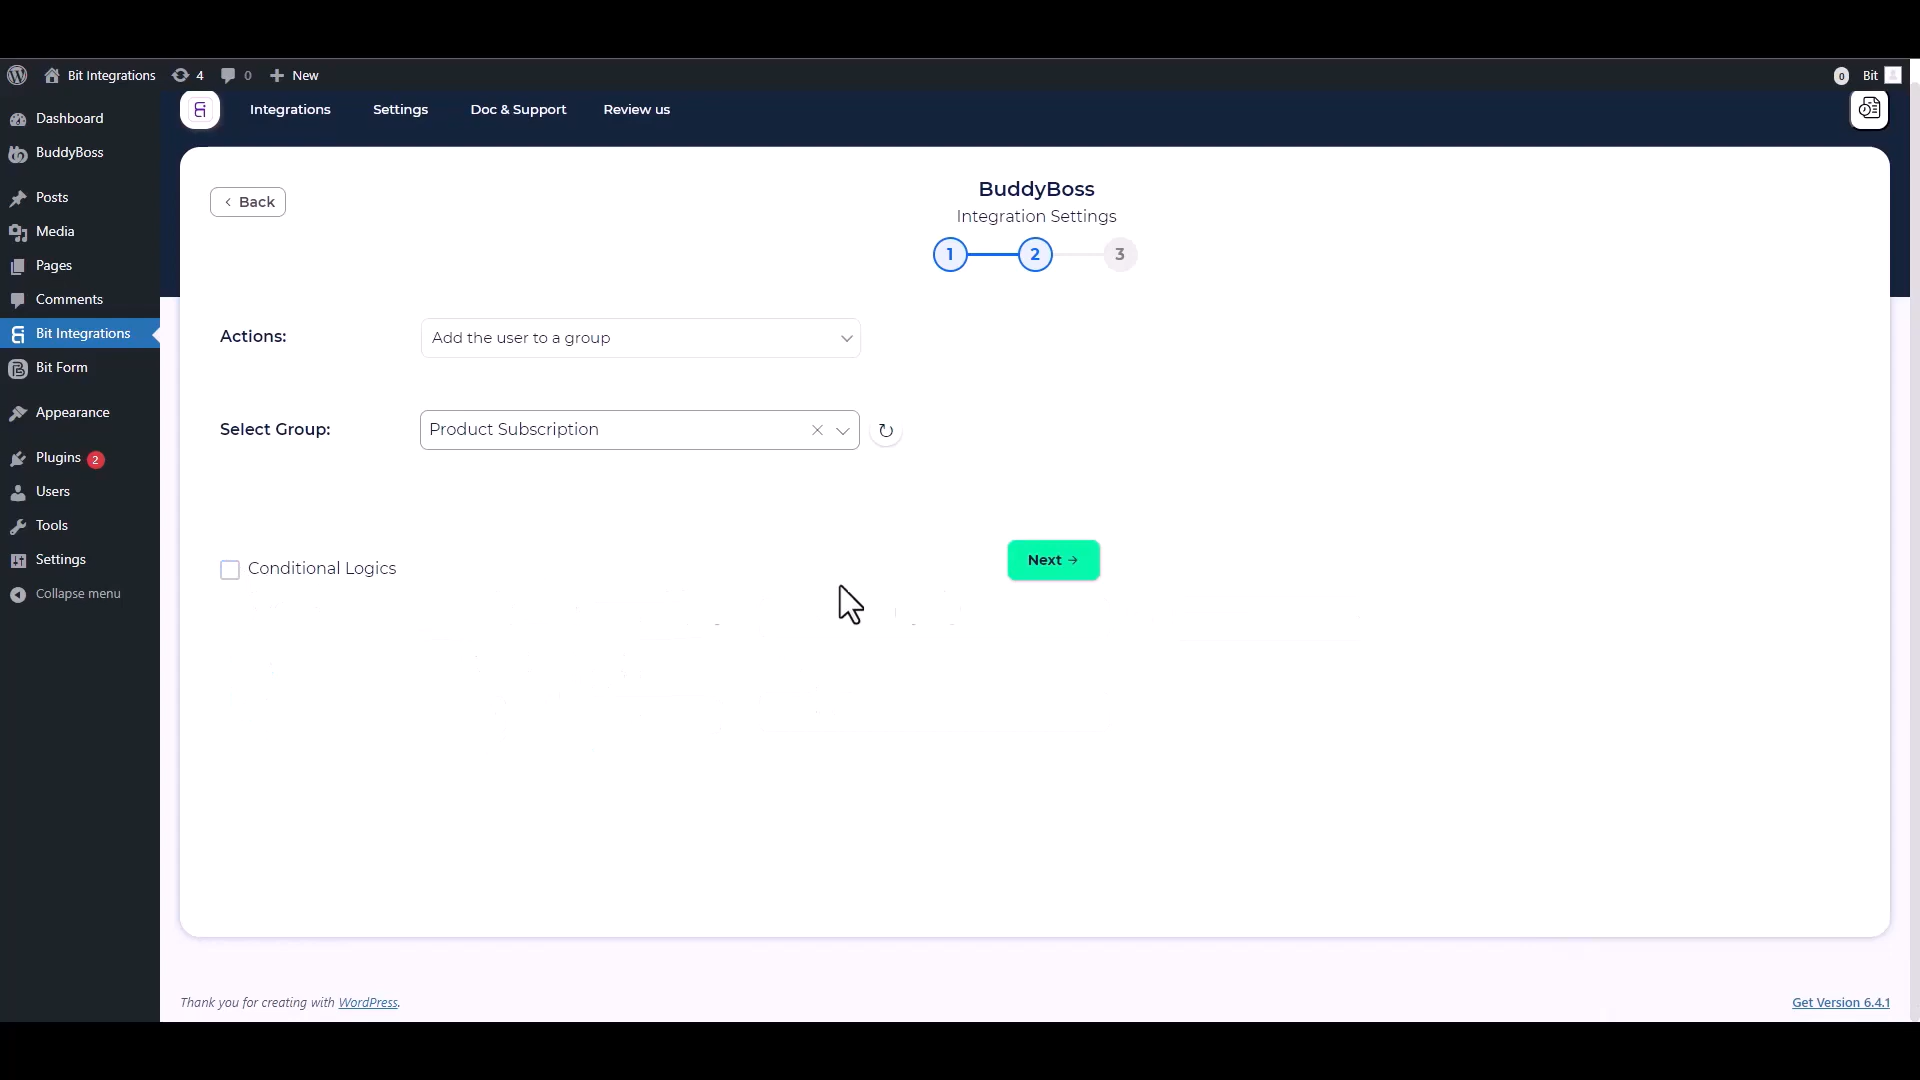 Bit Integrations
4
0
New
0
Bit
Integrations
Settings
Doc & Support
Review us
Dashboard
BuddyBoss
Posts
Media
Pages
Comments
Bit Integrations
Bit Form
Appearance
Plugins 2
Users
Tools
Settings
Collapse menu
Back
BuddyBoss
Integration Settings
1
2
3
Actions:
Add the user to a group
Select Group:
Product Subscription
Conditional Logics
Next
Thank you for creating with WordPress.
Get Version 6.4.1